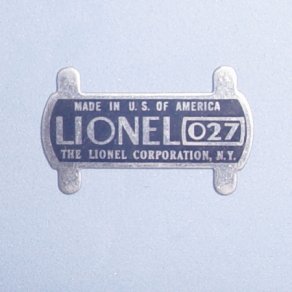 MADE IN U.S. OF AMERICA
LIONEL 027
THE LIONEL CORPORATION, N.Y.